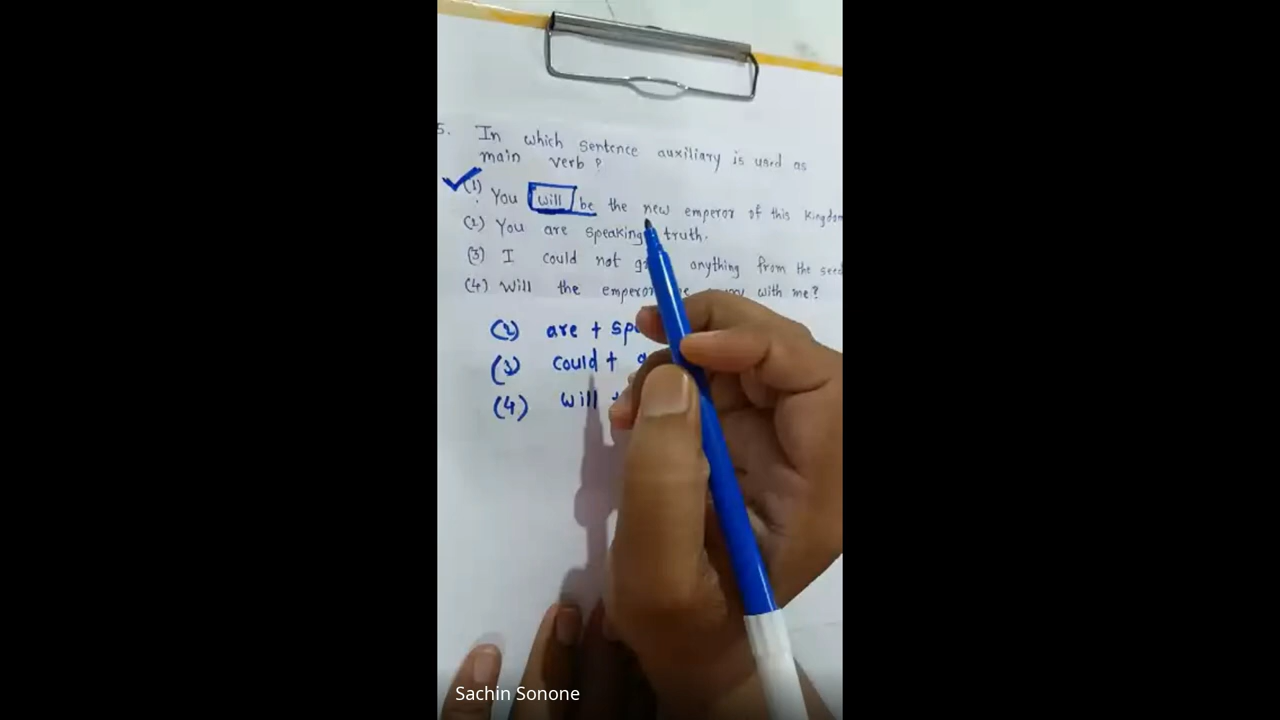 5. In which sentence auxiliary is used as
main verb ?
(1) You will be the new emperor of this Kingdom
(2) You are speaking truth.
(3) I could not anything from the seed
(4) Will the emperor with me?
(2) are +
(3) could +
(4) will +
Sachin Sonone